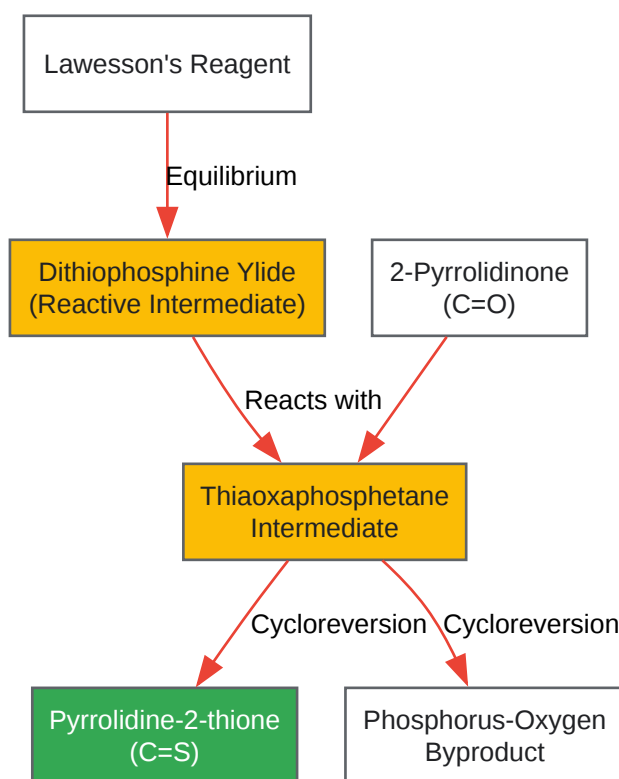 Lawesson's Reagent
Equilibrium
Dithiophosphine Ylide
(Reactive Intermediate)
2-Pyrrolidinone
(C=O)
Reacts with
Thiaoxaphosphetane
Intermediate
Cycloreversion
Cycloreversion
Pyrrolidine-2-thione
(C=S)
Phosphorus-Oxygen
Byproduct